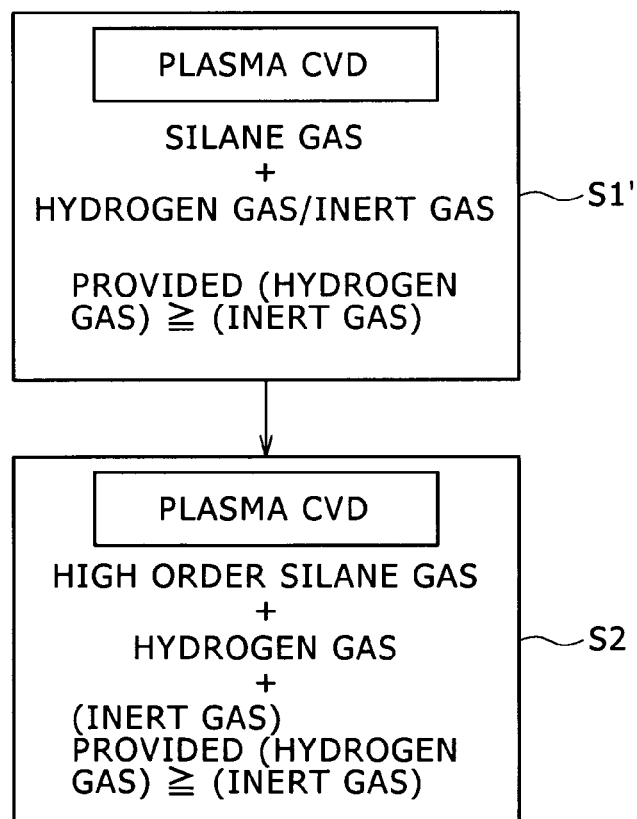 PLASMA CVD
SILANE GAS
+
HYDROGEN GAS/INERT GAS
PROVIDED (HYDROGEN
GAS) ≧ (INERT GAS)
S1'
PLASMA CVD
HIGH ORDER SILANE GAS
+
HYDROGEN GAS
+
(INERT GAS)
PROVIDED (HYDROGEN
GAS) ≧ (INERT GAS)
S2